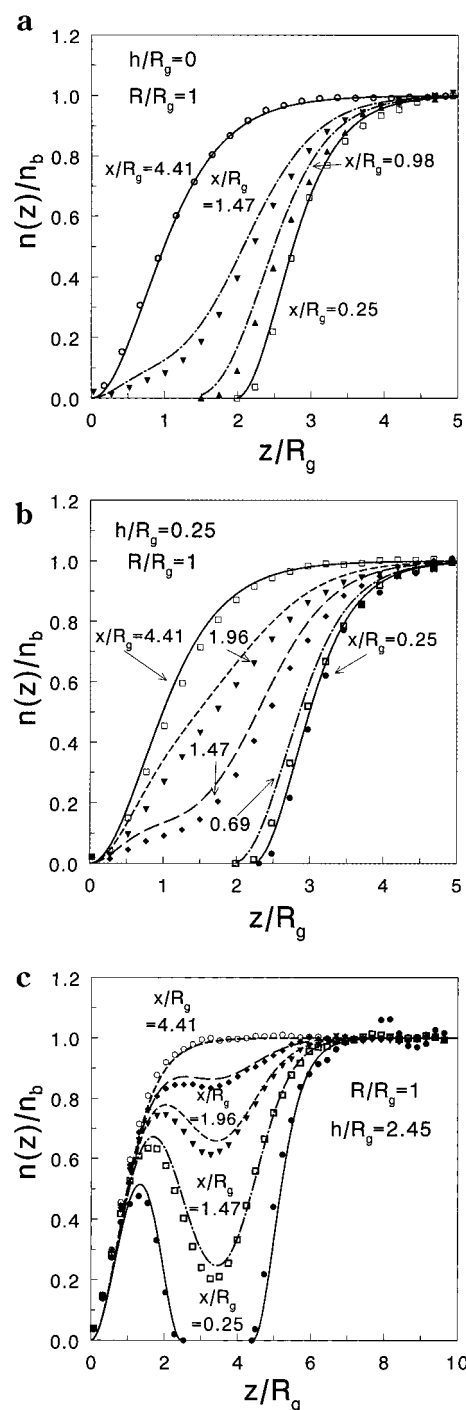 a
1.2
1.0
0.8
0.6
0.4
0.2
0.0
n(z)/n_b
h/R_g=0
R/R_g=1
x/R_g=4.41
x/R_g
=1.47
x/R_g=0.98
x/R_g=0.25
0 1 2 3 4 5
z/R_g
b
1.2
1.0
0.8
0.6
0.4
0.2
0.0
n(z)/n_b
h/R_g=0.25
R/R_g=1
x/R_g=4.41
1.96
x/R_g=0.25
1.47
0.69
0 1 2 3 4 5
z/R_g
c
1.2
1.0
0.8
0.6
0.4
0.2
0.0
n(z)/n_b
x/R_g
=4.41
x/R_g
=1.96
x/R_g
=1.47
x/R_g
=0.25
R/R_g=1
h/R_g=2.45
0 2 4 6 8 10
z/R_g